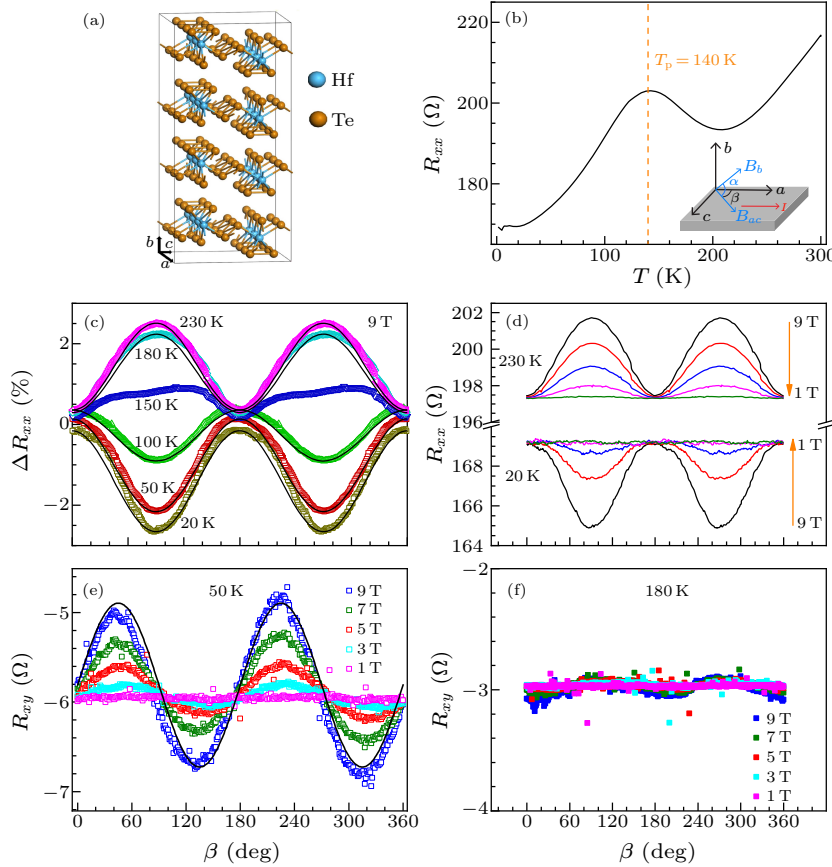 (a)
Hf
Te
b
c
a
(b)
T_p = 140 K
220
200
180
R_xx (Ω)
b
B_b
α
a
β
I
c
B_ac
0
100
200
300
T (K)
(c)
230 K
9 T
180 K
150 K
100 K
50 K
20 K
2
0
−2
ΔR_xx (%)
(d)
230 K
9 T
1 T
20 K
1 T
9 T
202
200
198
196
168
166
164
R_xx (Ω)
(e)
50 K
9 T
7 T
5 T
3 T
1 T
−5
−6
−7
R_xy (Ω)
0
60
120
180
240
300
360
β (deg)
(f)
180 K
9 T
7 T
5 T
3 T
1 T
−2
−3
−4
R_xy (Ω)
0
60
120
180
240
300
360
β (deg)